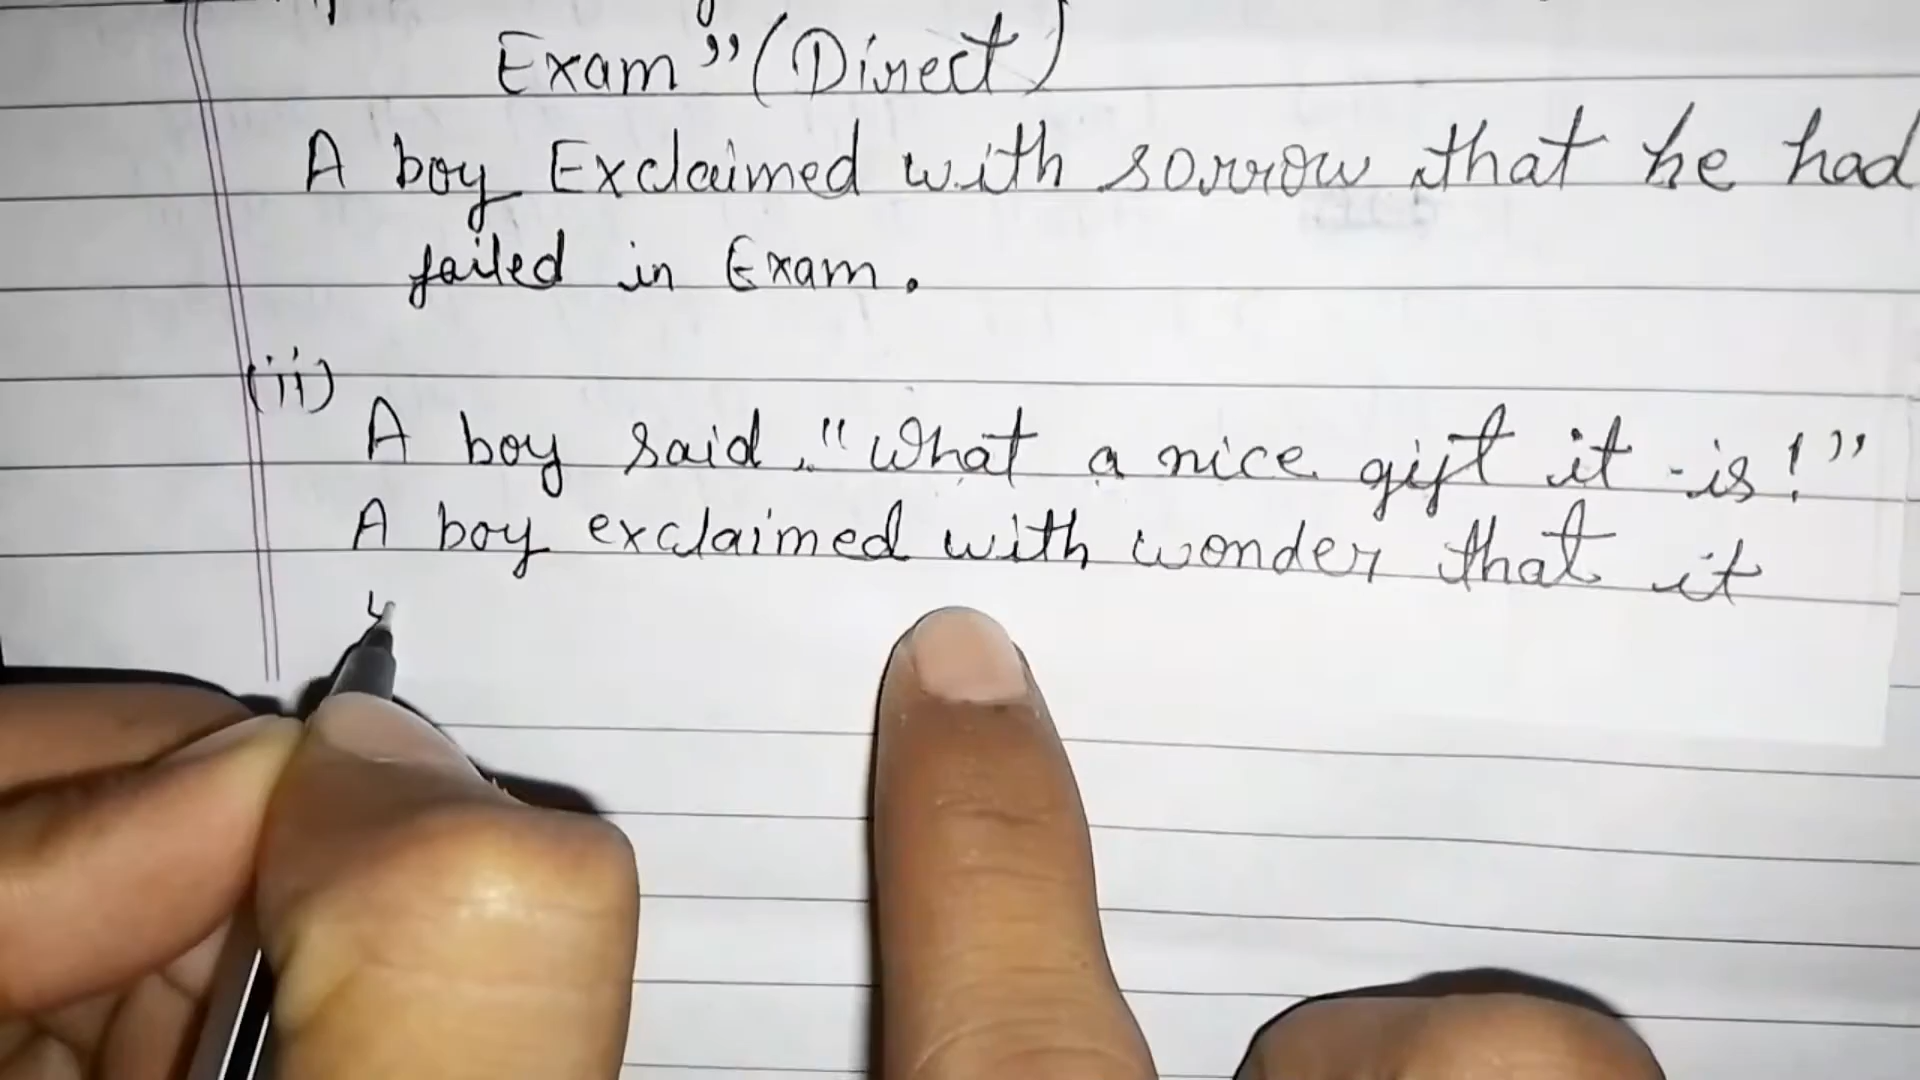 Exam” (Direct)
A boy Exclaimed with sorrow that he had
failed in Exam.
(ii)
A boy said, "What a nice gift it is!”
A boy exclaimed with wonder that it